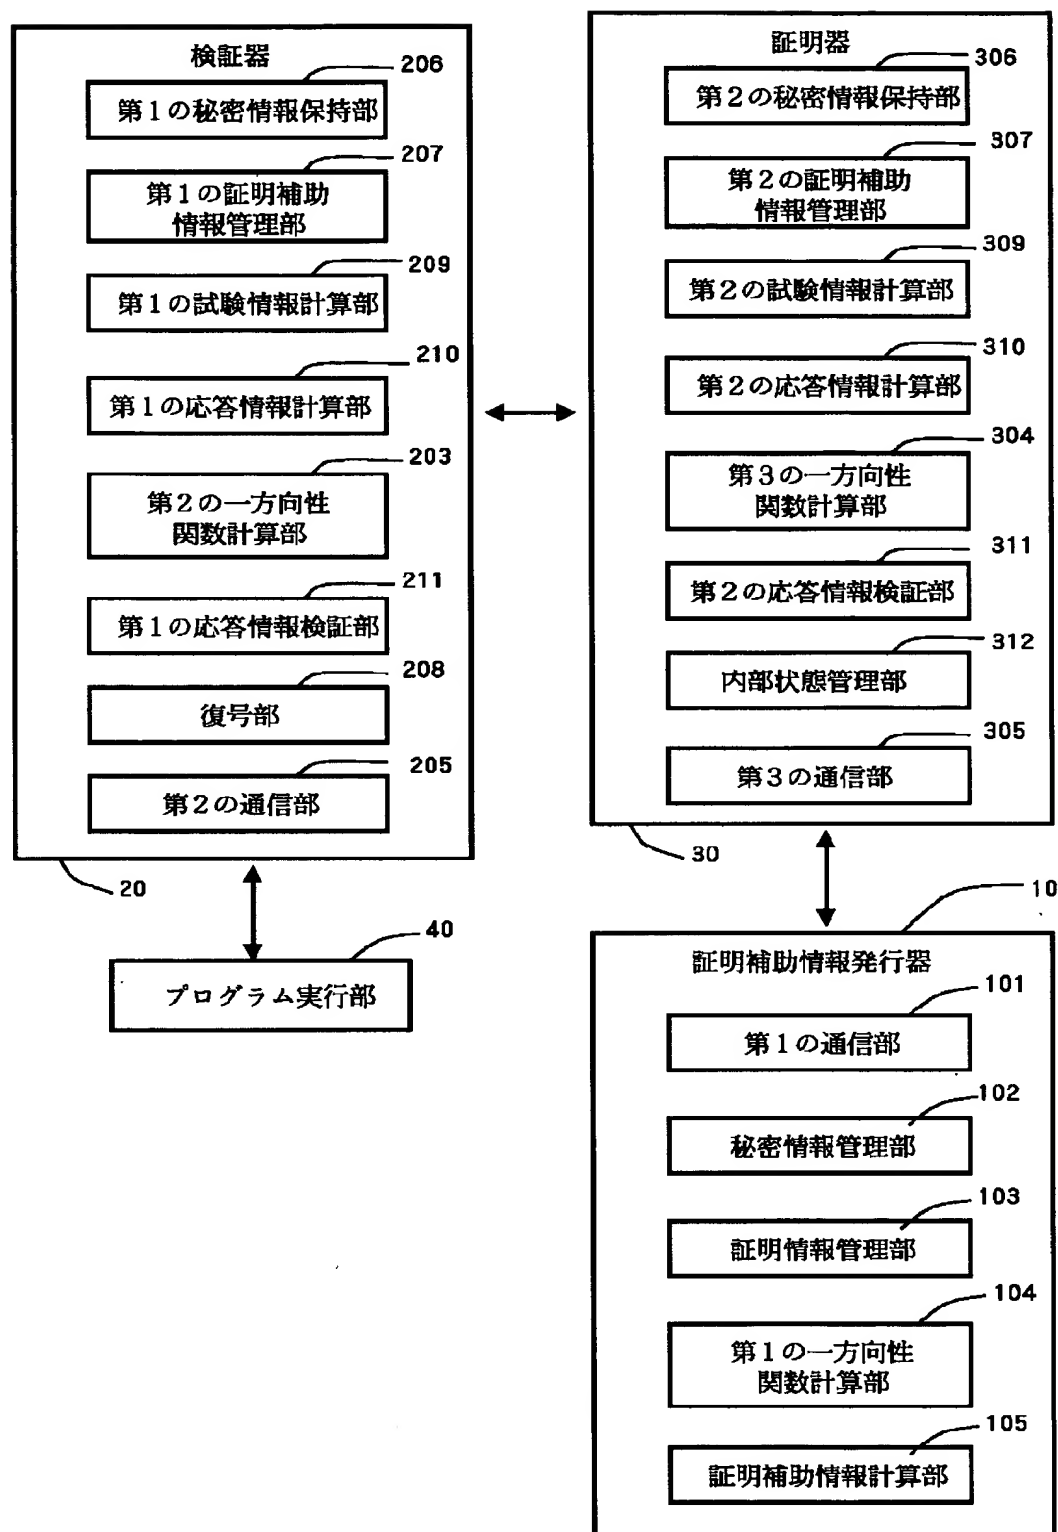 検証器
206
第1の秘密情報保持部
207
第1の証明補助
情報管理部
209
第1の試験情報計算部
210
第1の応答情報計算部
203
第2の一方向性
関数計算部
211
第1の応答情報検証部
208
復号部
205
第2の通信部
20
40
プログラム実行部
証明器
306
第2の秘密情報保持部
307
第2の証明補助
情報管理部
309
第2の試験情報計算部
310
第2の応答情報計算部
304
第3の一方向性
関数計算部
311
第2の応答情報検証部
312
内部状態管理部
305
第3の通信部
30
10
証明補助情報発行器
101
第1の通信部
102
秘密情報管理部
103
証明情報管理部
104
第1の一方向性
関数計算部
105
証明補助情報計算部